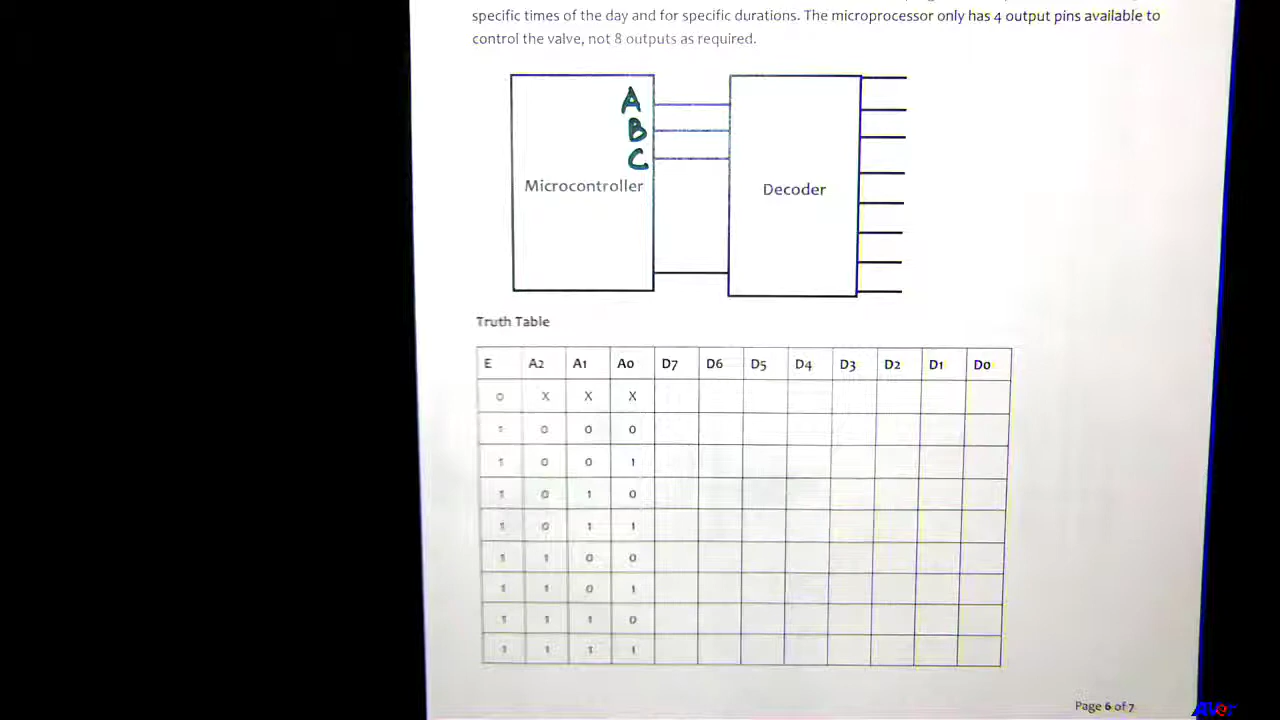 specific times of the day and for specific durations. The microprocessor only has 4 output pins available to
control the valve, not 8 outputs as required.
A
B
C
Microcontroller
Decoder
Truth Table
E A2 A1 A0 D7 D6 D5 D4 D3 D2 D1 D0
0 X X X
1 0 0 0
1 0 0 1
1 0 1 0
1 0 1 1
1 1 0 0
1 1 0 1
1 1 1 0
1 1 1 1
Page 6 of 7
AVer